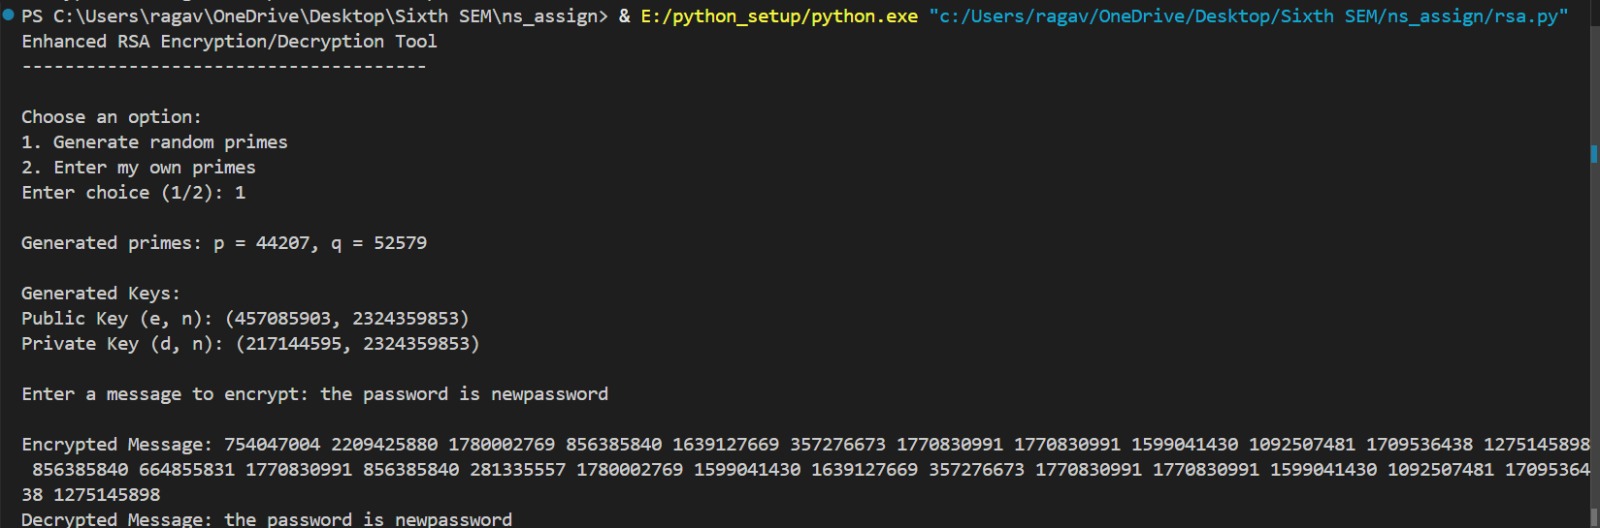 PS C:\Users\ragav\OneDrive\Desktop\Sixth SEM\ns_assign> & E:/python_setup/python.exe "c:/Users/ragav/OneDrive/Desktop/Sixth SEM/ns_assign/rsa.py"
Enhanced RSA Encryption/Decryption Tool
--------------------------------------
Choose an option:
1. Generate random primes
2. Enter my own primes
Enter choice (1/2): 1
Generated primes: p = 44207, q = 52579
Generated Keys:
Public Key (e, n): (457085903, 2324359853)
Private Key (d, n): (217144595, 2324359853)
Enter a message to encrypt: the password is newpassword
Encrypted Message: 754047004 2209425880 1780002769 856385840 1639127669 357276673 1770830991 1770830991 1599041430 1092507481 1709536438 1275145898
856385840 664855831 1770830991 856385840 281335557 1780002769 1599041430 1639127669 357276673 1770830991 1770830991 1599041430 1092507481 17095364
38 1275145898
Decrypted Message: the password is newpassword